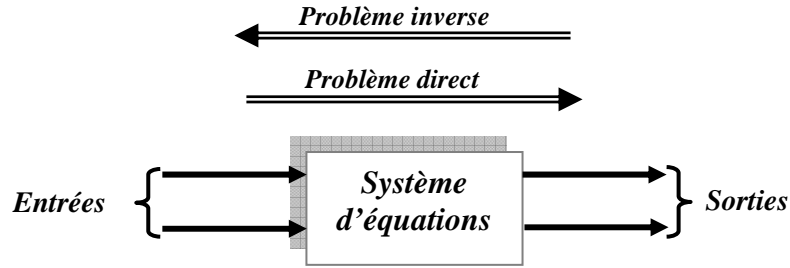 Problème inverse
Problème direct
Entrées
Système
d'équations
Sorties